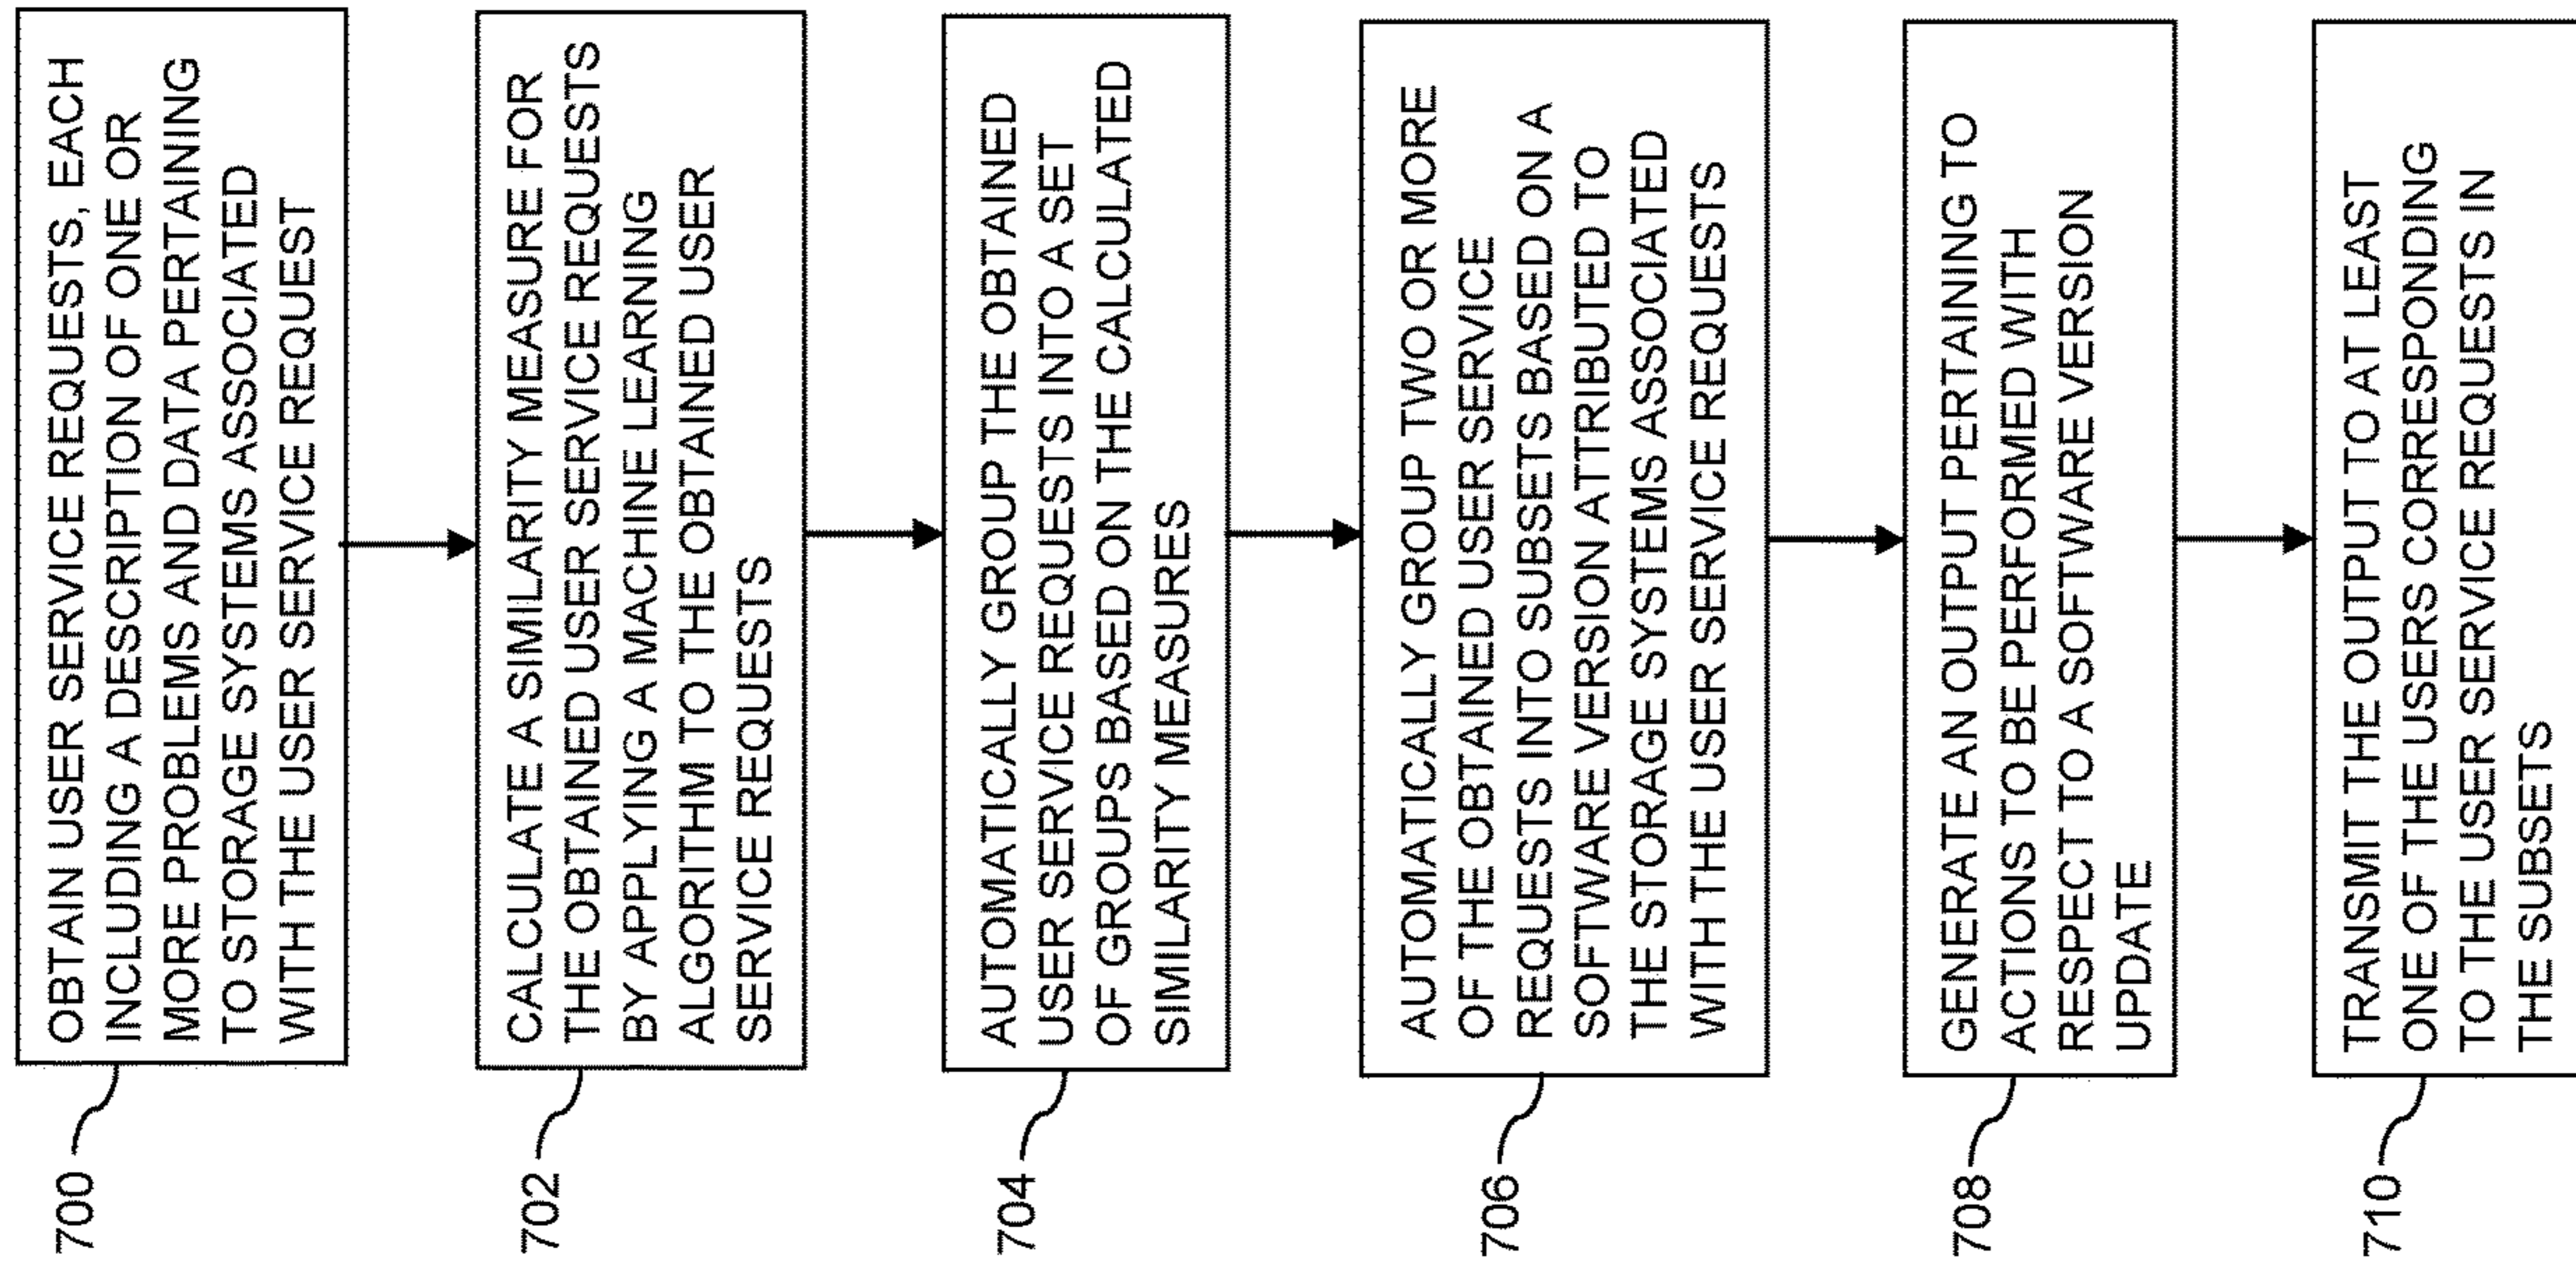 700
OBTAIN USER SERVICE REQUESTS, EACH
INCLUDING A DESCRIPTION OF ONE OR
MORE PROBLEMS AND DATA PERTAINING
TO STORAGE SYSTEMS ASSOCIATED
WITH THE USER SERVICE REQUEST
702
CALCULATE A SIMILARITY MEASURE FOR
THE OBTAINED USER SERVICE REQUESTS
BY APPLYING A MACHINE LEARNING
ALGORITHM TO THE OBTAINED USER
SERVICE REQUESTS
704
AUTOMATICALLY GROUP THE OBTAINED
USER SERVICE REQUESTS INTO A SET
OF GROUPS BASED ON THE CALCULATED
SIMILARITY MEASURES
706
AUTOMATICALLY GROUP TWO OR MORE
OF THE OBTAINED USER SERVICE
REQUESTS INTO SUBSETS BASED ON A
SOFTWARE VERSION ATTRIBUTED TO
THE STORAGE SYSTEMS ASSOCIATED
WITH THE USER SERVICE REQUESTS
708
GENERATE AN OUTPUT PERTAINING TO
ACTIONS TO BE PERFORMED WITH
RESPECT TO A SOFTWARE VERSION
UPDATE
710
TRANSMIT THE OUTPUT TO AT LEAST
ONE OF THE USERS CORRESPONDING
TO THE USER SERVICE REQUESTS IN
THE SUBSETS